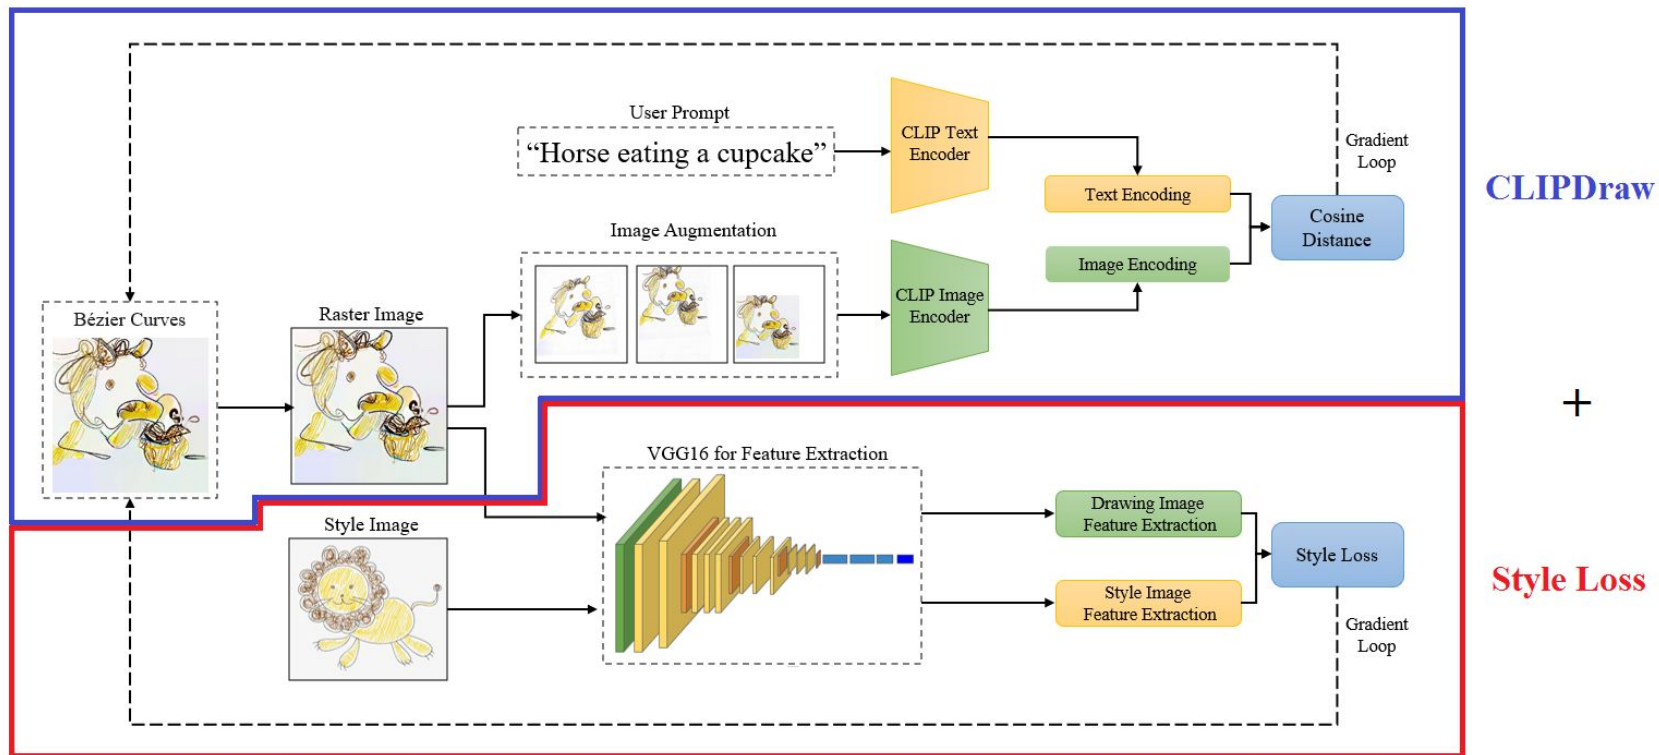 User Prompt
“Horse eating a cupcake”
CLIP Text
Encoder
Gradient
Loop
Text Encoding
CLIPDraw
Cosine
Distance
Image Augmentation
Image Encoding
CLIP Image
Encoder
Bézier Curves
Raster Image
+
VGG16 for Feature Extraction
Style Image
Drawing Image
Feature Extraction
Style Loss
Style Image
Feature Extraction
Style Loss
Gradient
Loop